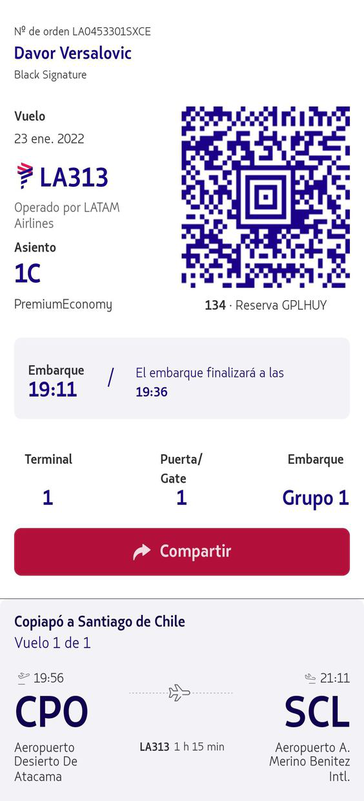 Nº de orden LA0453301SXCE
Davor Versalovic
Black Signature
Vuelo
23 ene. 2022
LA313
Operado por LATAM
Airlines
Asiento
1C
PremiumEconomy
134 · Reserva GPLHUY
Embarque
19:11
/
El embarque finalizará a las
19:36
Terminal
1
Puerta/
Gate
1
Embarque
Grupo 1
Compartir
Copiapó a Santiago de Chile
Vuelo 1 de 1
19:56
CPO
Aeropuerto
Desierto De
Atacama
LA313 1 h 15 min
21:11
SCL
Aeropuerto A.
Merino Benitez
Intl.